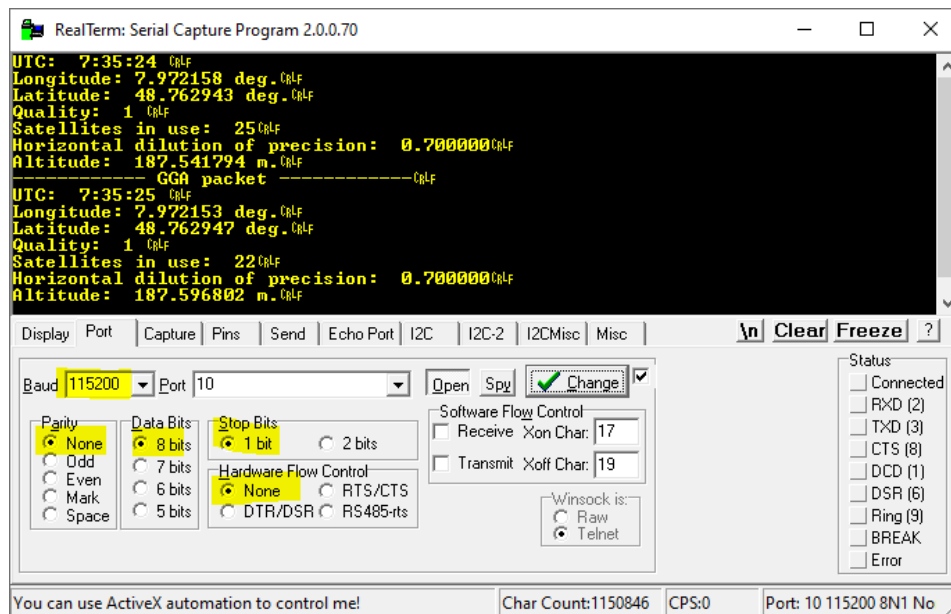 RealTerm: Serial Capture Program 2.0.0.70
UTC:  7:35:24 CRLF
Longitude: 7.972158 deg.CRLF
Latitude:  48.762943 deg.CRLF
Quality:  1 CRLF
Satellites in use:  25CRLF
Horizontal dilution of precision:  0.700000CRLF
Altitude:  187.541794 m.CRLF
------------ GGA packet ------------CRLF
UTC:  7:35:25 CRLF
Longitude: 7.972153 deg.CRLF
Latitude:  48.762947 deg.CRLF
Quality:  1 CRLF
Satellites in use:  22CRLF
Horizontal dilution of precision:  0.700000CRLF
Altitude:  187.596802 m.CRLF
Display Port Capture Pins Send Echo Port I2C I2C-2 I2CMisc Misc \n Clear Freeze ?
Baud 115200 Port 10 Open Spy Change
Parity
None
Odd
Even
Mark
Space
Data Bits
8 bits
7 bits
6 bits
5 bits
Stop Bits
1 bit 2 bits
Hardware Flow Control
None RTS/CTS
DTR/DSR RS485-rts
Software Flow Control
Receive Xon Char: 17
Transmit Xoff Char: 19
Winsock is:
Raw
Telnet
Status
Connected
RXD (2)
TXD (3)
CTS (8)
DCD (1)
DSR (6)
Ring (9)
BREAK
Error
You can use ActiveX automation to control me! Char Count:1150846 CPS:0 Port: 10 115200 8N1 No